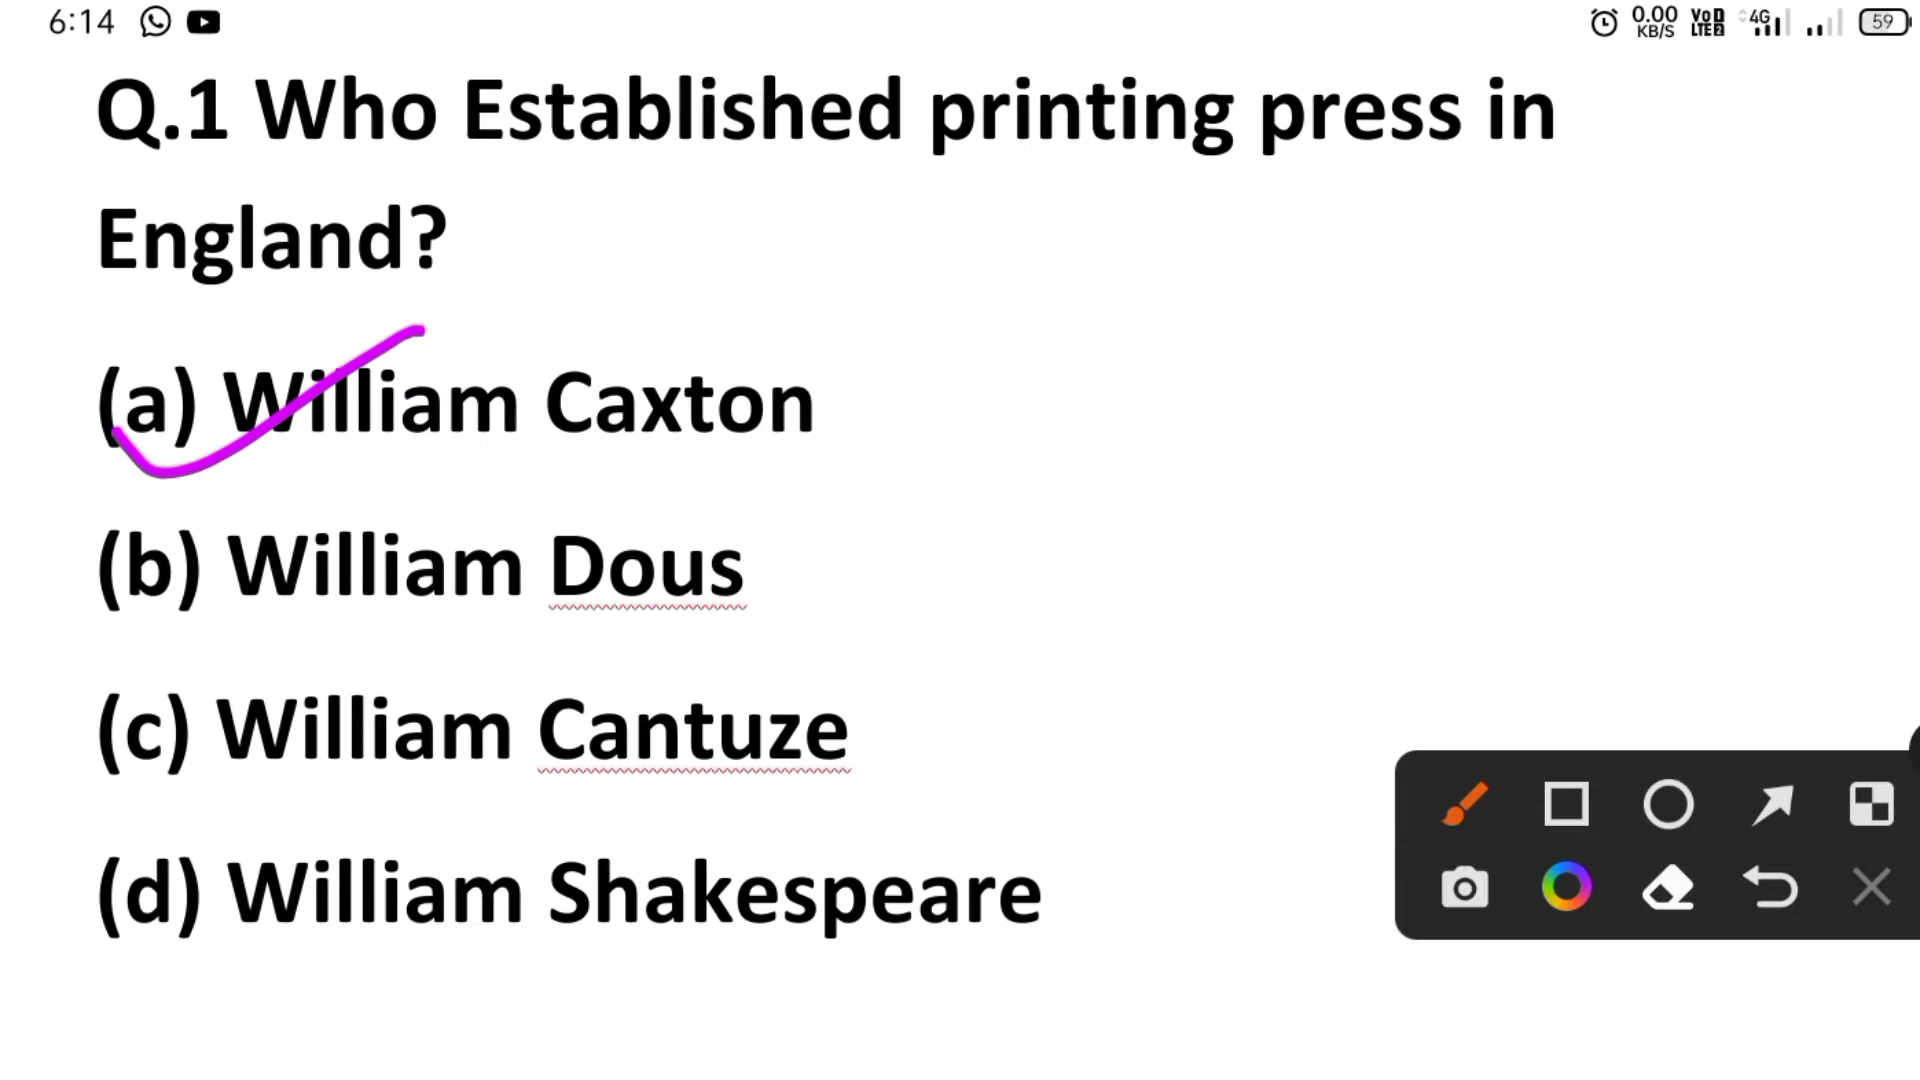 6:14 0.00 KB/S VoD LTE2 4G 59
Q.1 Who Established printing press in
England?
(a) William Caxton
(b) William Dous
(c) William Cantuze
(d) William Shakespeare